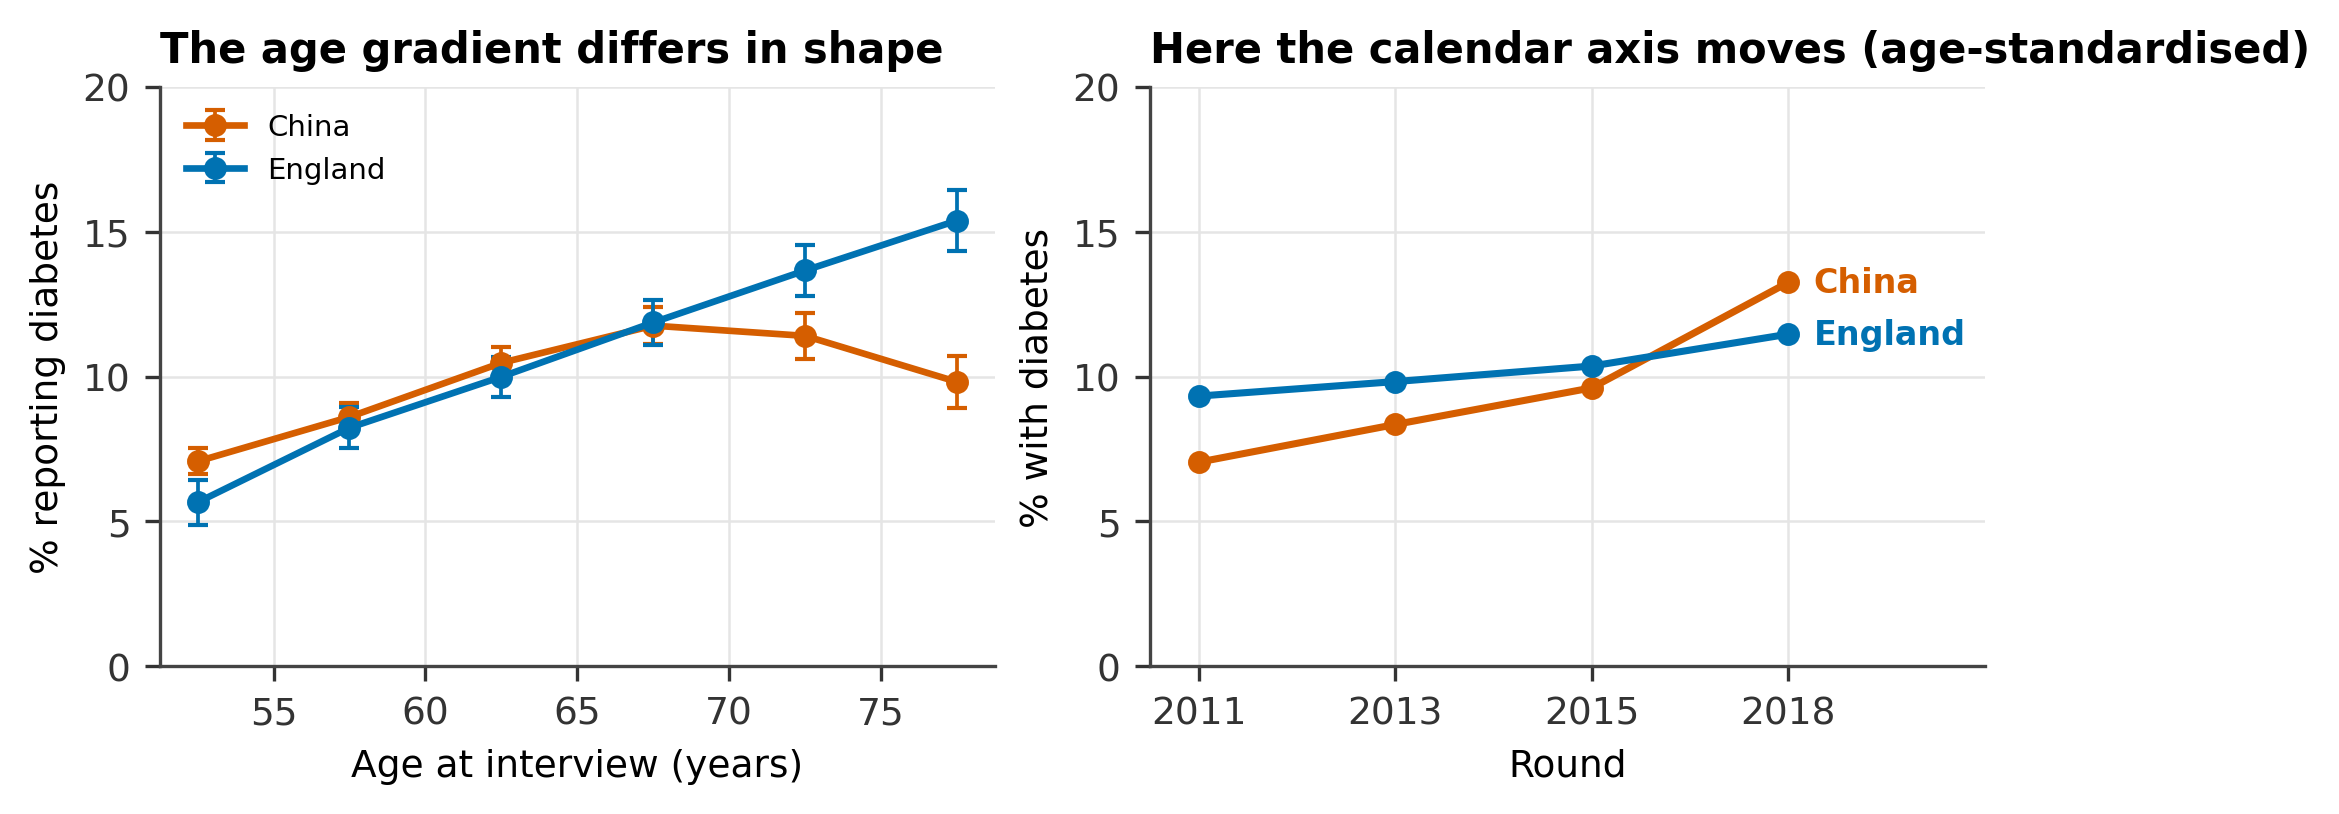 The age gradient differs in shape
20
15
10
5
0
% reporting diabetes
China
England
55 60 65 70 75
Age at interview (years)
Here the calendar axis moves (age-standardised)
20
15
10
5
0
% with diabetes
China
England
2011 2013 2015 2018
Round